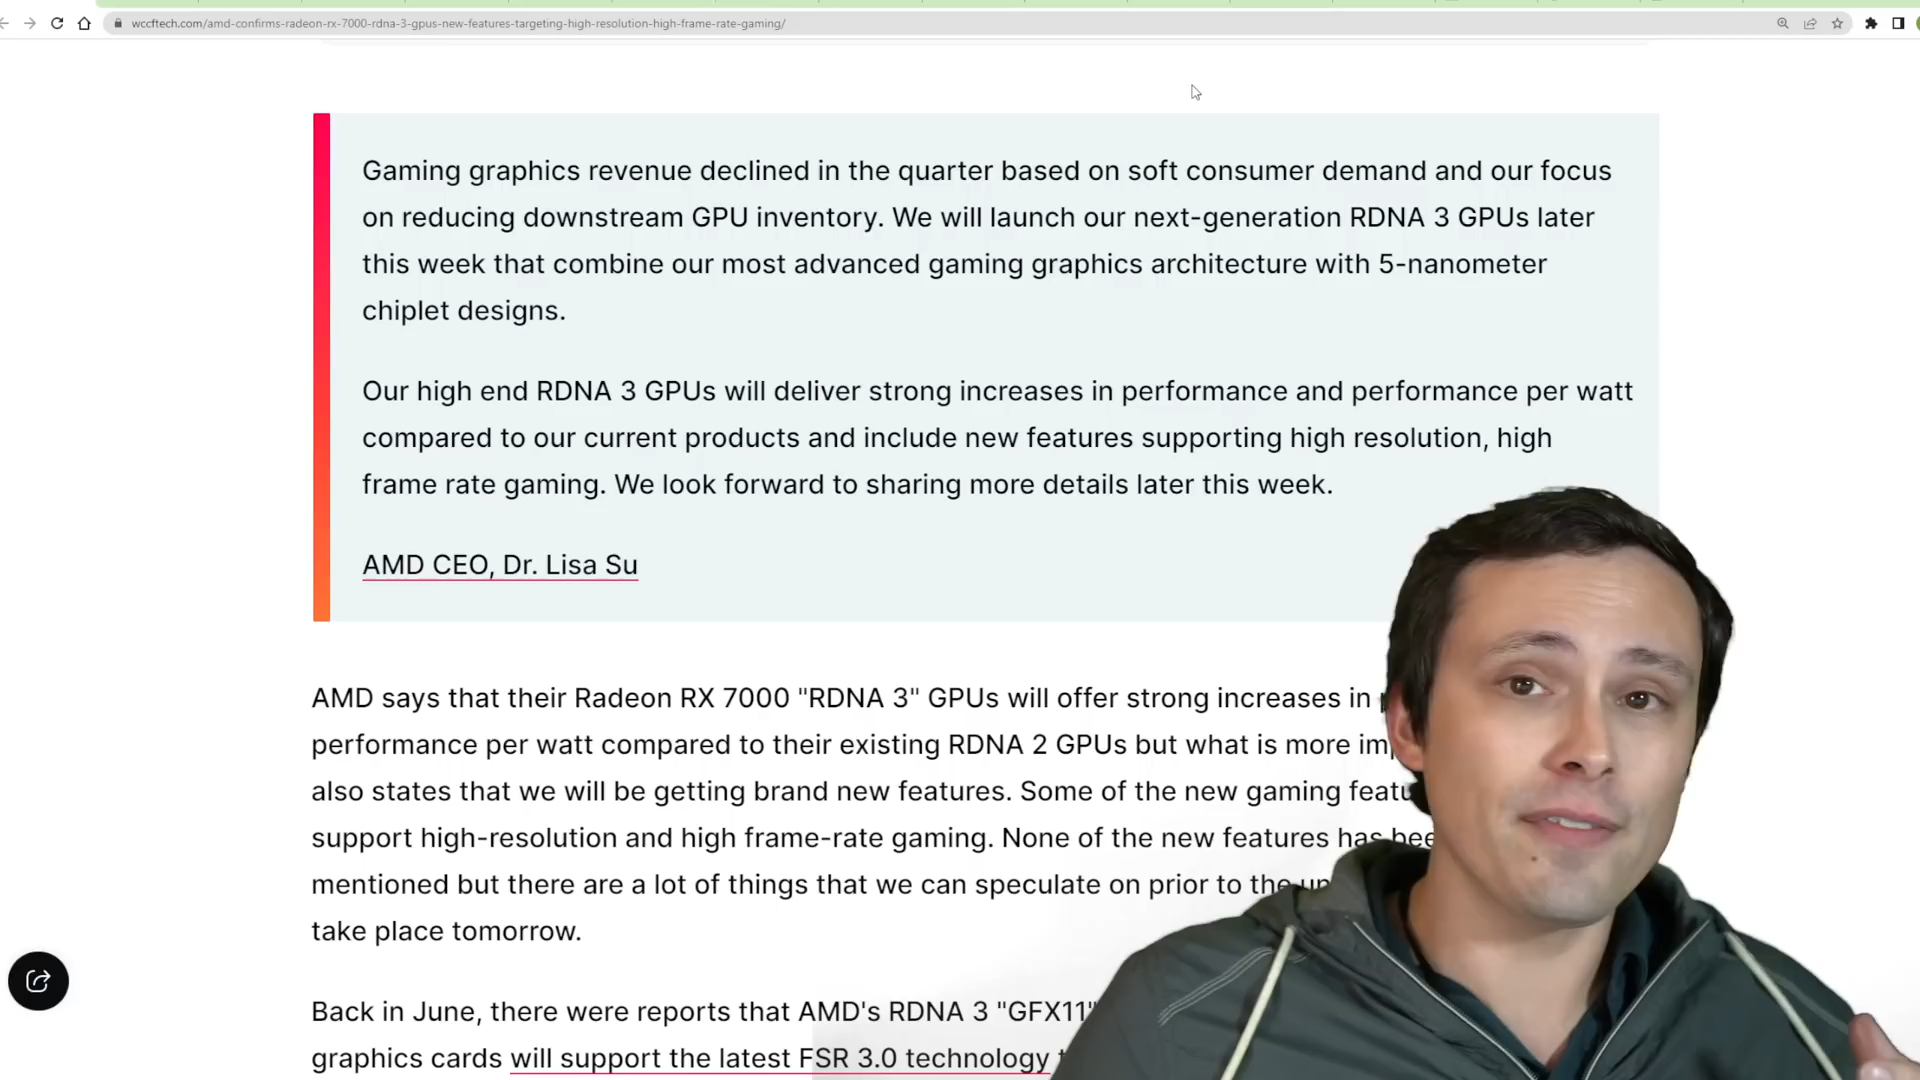 wccftech.com/amd-confirms-radeon-rx-7000-rdna-3-gpus-new-features-targeting-high-resolution-high-frame-rate-gaming/
Gaming graphics revenue declined in the quarter based on soft consumer demand and our focus
on reducing downstream GPU inventory. We will launch our next-generation RDNA 3 GPUs later
this week that combine our most advanced gaming graphics architecture with 5-nanometer
chiplet designs.
Our high end RDNA 3 GPUs will deliver strong increases in performance and performance per watt
compared to our current products and include new features supporting high resolution, high
frame rate gaming. We look forward to sharing more details later this week.
AMD CEO, Dr. Lisa Su
AMD says that their Radeon RX 7000 "RDNA 3" GPUs will offer strong increases in
performance per watt compared to their existing RDNA 2 GPUs but what is more
also states that we will be getting brand new features. Some of the new gaming
support high-resolution and high frame-rate gaming. None of the new features has
mentioned but there are a lot of things that we can speculate on prior to the
take place tomorrow.
Back in June, there were reports that AMD's RDNA 3 "GFX11"
graphics cards will support the latest FSR 3.0 technology